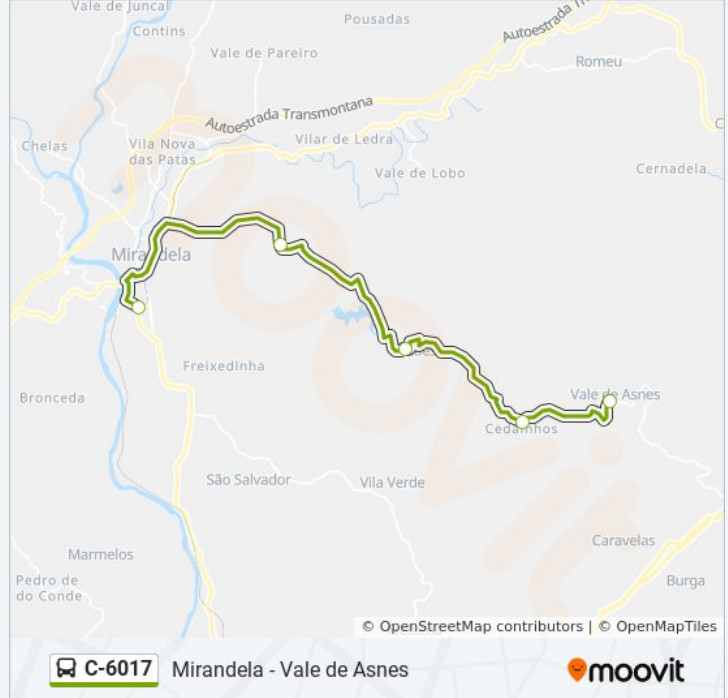 Vale de Juncal
Pousadas
Contins
Autoestrada
Vale de Pareiro
Romeu
Autoestrada Transmontana
Chelas
Vila Nova
das Patas
Vilar de Ledra
Vale de Lobo
Cernadela
Mirandela
Freixedinha
Bronceda
Vale de Asnes
Cedainhos
São Salvador
Vila Verde
Caravelas
Marmelos
Pedro de
do Conde
Burga
© OpenStreetMap contributors | © OpenMapTiles
C-6017 Mirandela - Vale de Asnes moovit